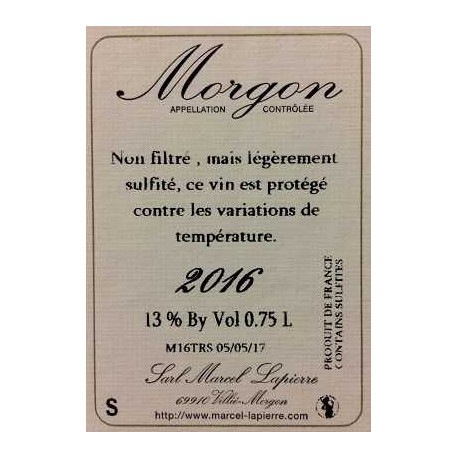 Morgon
APPELLATION CONTRÔLÉE
Non filtré , mais légèrement
sulfité, ce vin est protégé
contre les variations de
température.
2016
13 % By Vol 0.75 L
M16TRS 05/05/17
Sarl Marcel Lapierre
69910 Villié-Morgon
http://www.marcel-lapierre.com
S
PRODUIT DE FRANCE
CONTAINS SULFITES